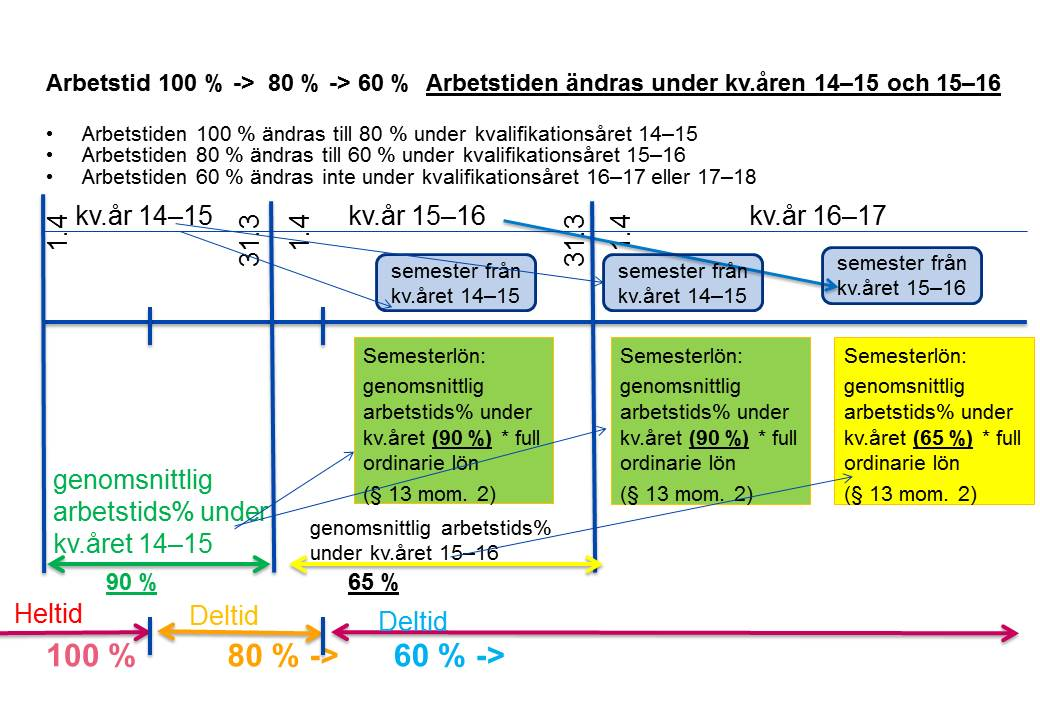 Arbetstid 100 % -> 80 % -> 60 % Arbetstiden ändras under kv.åren 14–15 och 15–16
• Arbetstiden 100 % ändras till 80 % under kvalifikationsåret 14–15
• Arbetstiden 80 % ändras till 60 % under kvalifikationsåret 15–16
• Arbetstiden 60 % ändras inte under kvalifikationsåret 16–17 eller 17–18
1.4
kv.år 14–15
31.3
1.4
kv.år 15–16
31.3
1.4
kv.år 16–17
semester från
kv.året 14–15
semester från
kv.året 14–15
semester från
kv.året 15–16
Semesterlön:
genomsnittlig
arbetstids% under
kv.året (90 %) * full
ordinarie lön
(§ 13 mom. 2)
Semesterlön:
genomsnittlig
arbetstids% under
kv.året (90 %) * full
ordinarie lön
(§ 13 mom. 2)
Semesterlön:
genomsnittlig
arbetstids% under
kv.året (65 %) * full
ordinarie lön
(§ 13 mom. 2)
genomsnittlig
arbetstids% under
kv.året 14–15
90 %
genomsnittlig arbetstids%
under kv.året 15–16
65 %
Heltid
Deltid
Deltid
100 %
80 % ->
60 % ->